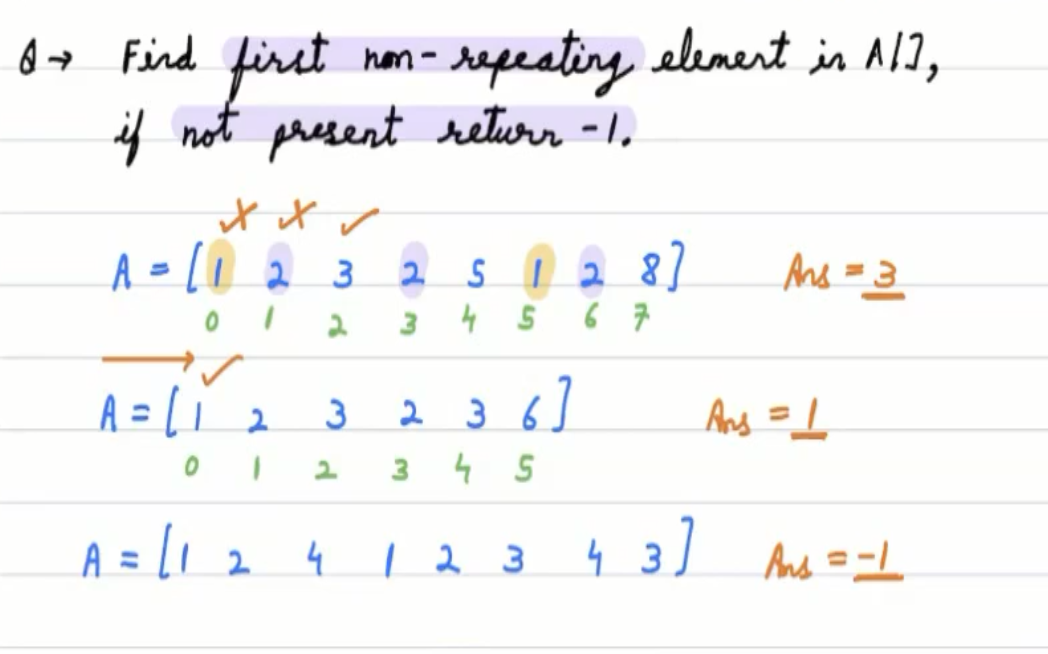 Q → Find first non-repeating element in A[],
if not present return -1.
✗ ✗ ✓
A = [1 2 3 2 5 1 2 8] Ans = 3
0 1 2 3 4 5 6 7
→ ✓
A = [1 2 3 2 3 6] Ans = 1
0 1 2 3 4 5
A = [1 2 4 1 2 3 4 3] Ans = -1